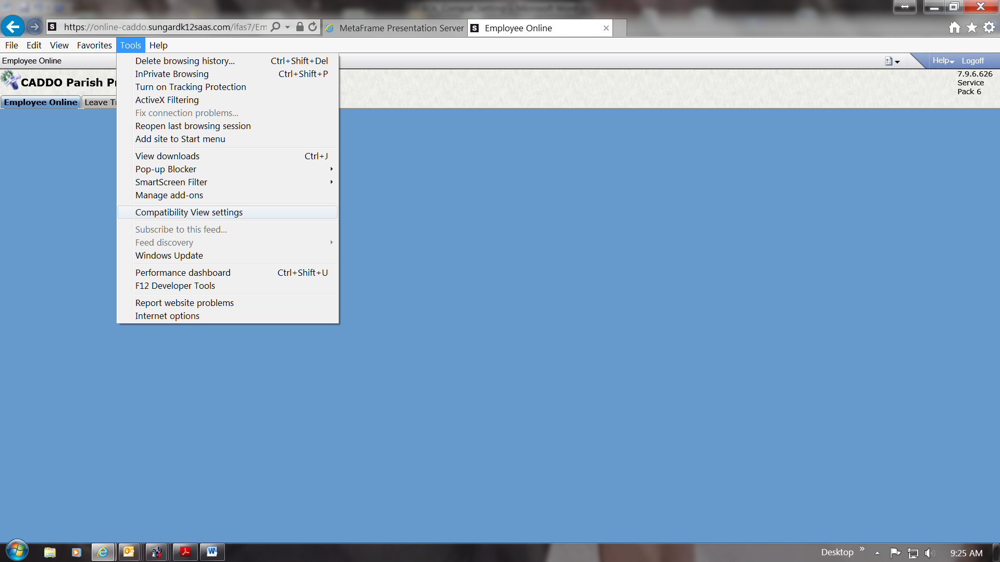 https://online-caddo.sungardk12saas.com/ifas7/Em
MetaFrame Presentation Server
Employee Online
File Edit View Favorites Tools Help
Employee Online
Help Logoff
CADDO Parish Pr
7.9.6.626
Service
Pack 6
Employee Online Leave Tr
Delete browsing history... Ctrl+Shift+Del
InPrivate Browsing Ctrl+Shift+P
Turn on Tracking Protection
ActiveX Filtering
Fix connection problems...
Reopen last browsing session
Add site to Start menu
View downloads Ctrl+J
Pop-up Blocker
SmartScreen Filter
Manage add-ons
Compatibility View settings
Subscribe to this feed...
Feed discovery
Windows Update
Performance dashboard Ctrl+Shift+U
F12 Developer Tools
Report website problems
Internet options
Desktop » 9:25 AM